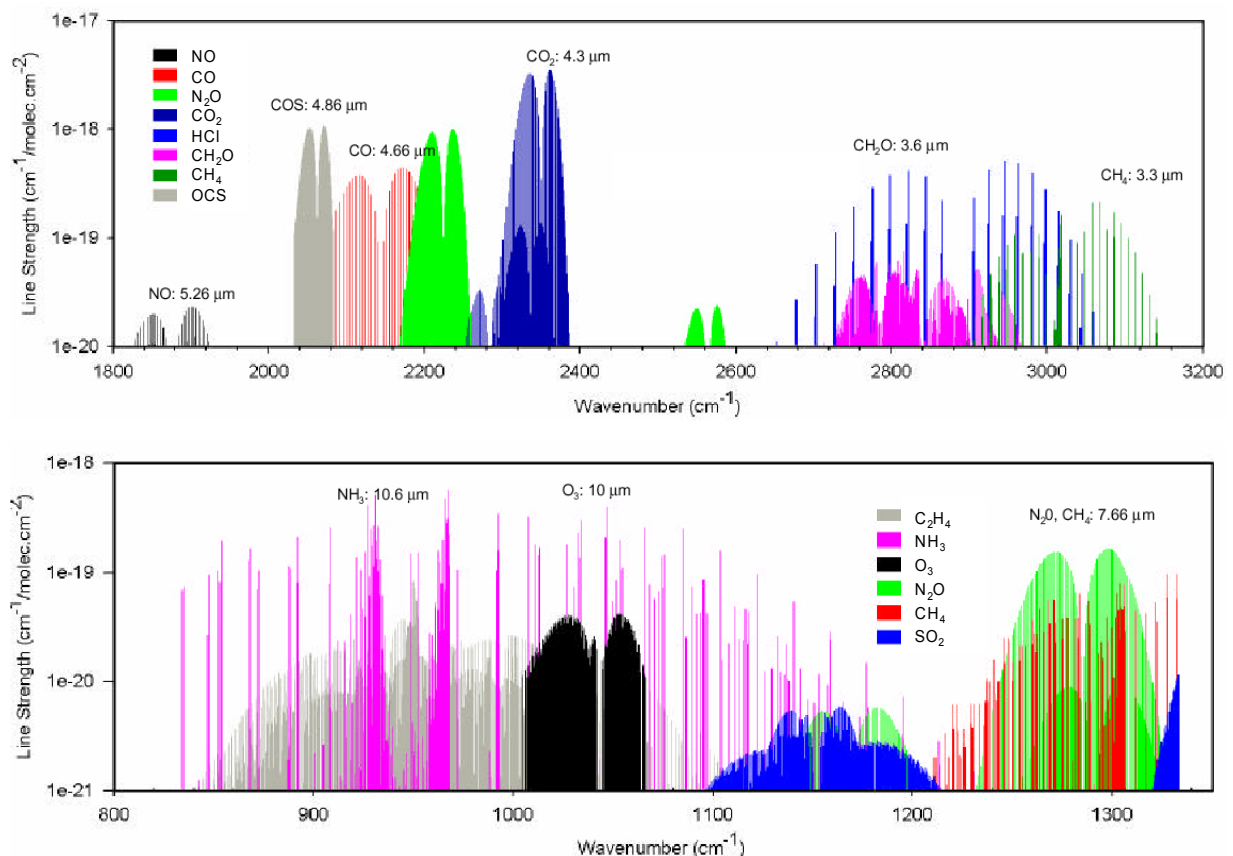 1e-17
NO
CO
N₂O
CO₂
HCl
CH₂O
CH₄
OCS
CO₂: 4.3 μm
COS: 4.86 μm
1e-18
CO: 4.66 μm
CH₂O: 3.6 μm
CH₄: 3.3 μm
1e-19
NO: 5.26 μm
1e-20
Line Strength (cm⁻¹/molec.cm⁻²)
1800 2000 2200 2400 2600 2800 3000 3200
Wavenumber (cm⁻¹)
1e-18
NH₃: 10.6 μm
O₃: 10 μm
N₂0, CH₄: 7.66 μm
C₂H₄
NH₃
O₃
N₂O
CH₄
SO₂
1e-19
1e-20
1e-21
Line Strength (cm⁻¹/molec.cm⁻²)
800 900 1000 1100 1200 1300
Wavenumber (cm⁻¹)